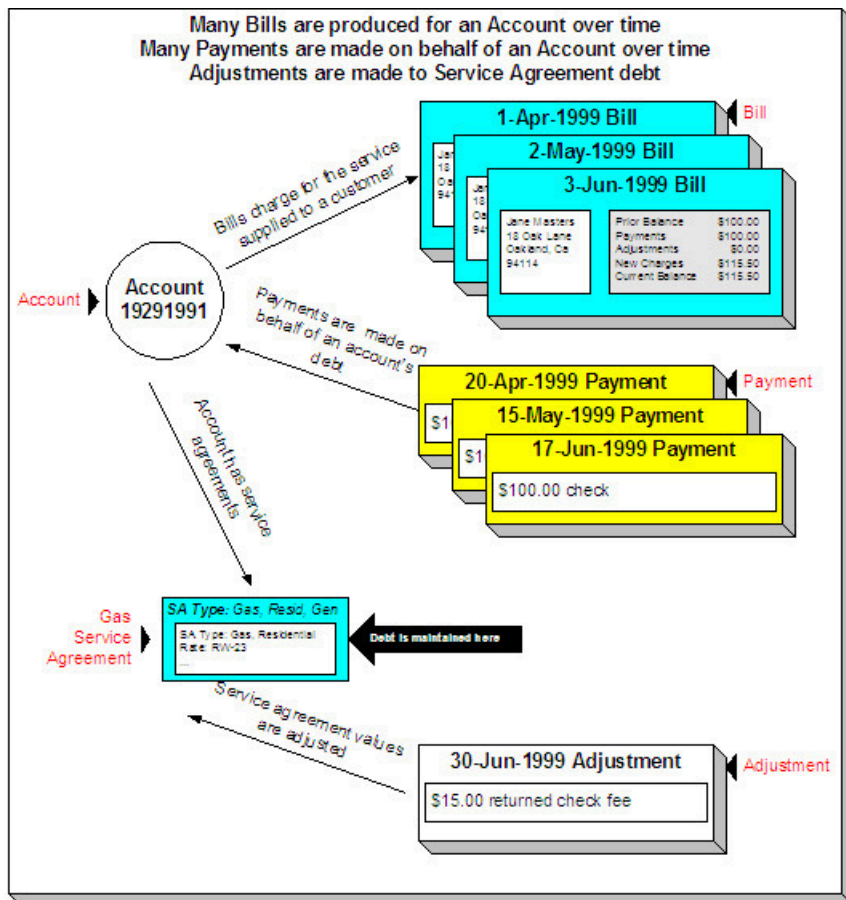 Many Bills are produced for an Account over time
Many Payments are made on behalf of an Account over time
Adjustments are made to Service Agreement debt
1-Apr-1999 Bill
Bill
2-May-1999 Bill
3-Jun-1999 Bill
Jane Masters
18 Oak Lane
Oakland, Ca
94114
Prior Balance $100.00
Payments $100.00
Adjustments $0.00
New Charges $115.50
Current Balance $115.50
Bills charge for the service
supplied to a customer
Account
Account
19291991
Payments are made on
behalf of an account's
debt
20-Apr-1999 Payment
Payment
15-May-1999 Payment
17-Jun-1999 Payment
$100.00 check
Account has service
agreements
Gas
Service
Agreement
SA Type: Gas, Resid, Gen
SA Type: Gas, Residential
Rate: RW-23
...
Debt is maintained here
Service agreement values
are adjusted
30-Jun-1999 Adjustment
Adjustment
$15.00 returned check fee